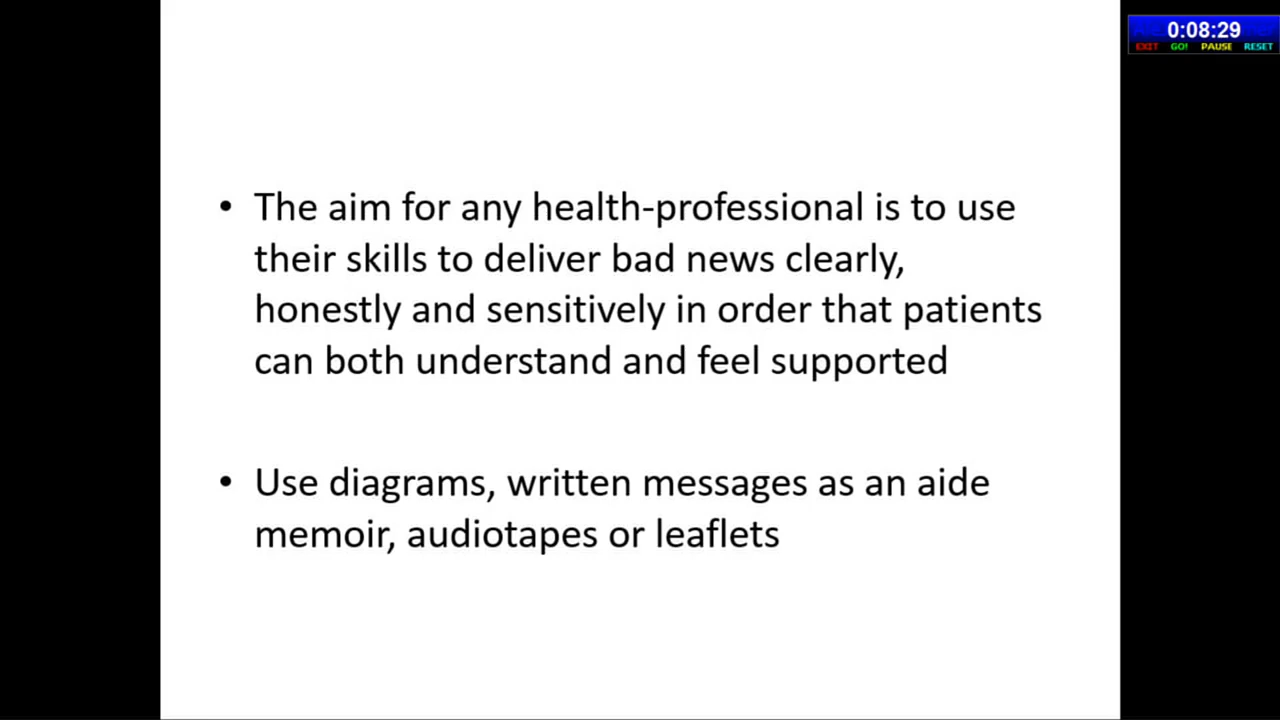 0:08:29
EXIT GO! PAUSE RESET
• The aim for any health-professional is to use
their skills to deliver bad news clearly,
honestly and sensitively in order that patients
can both understand and feel supported
• Use diagrams, written messages as an aide
memoir, audiotapes or leaflets